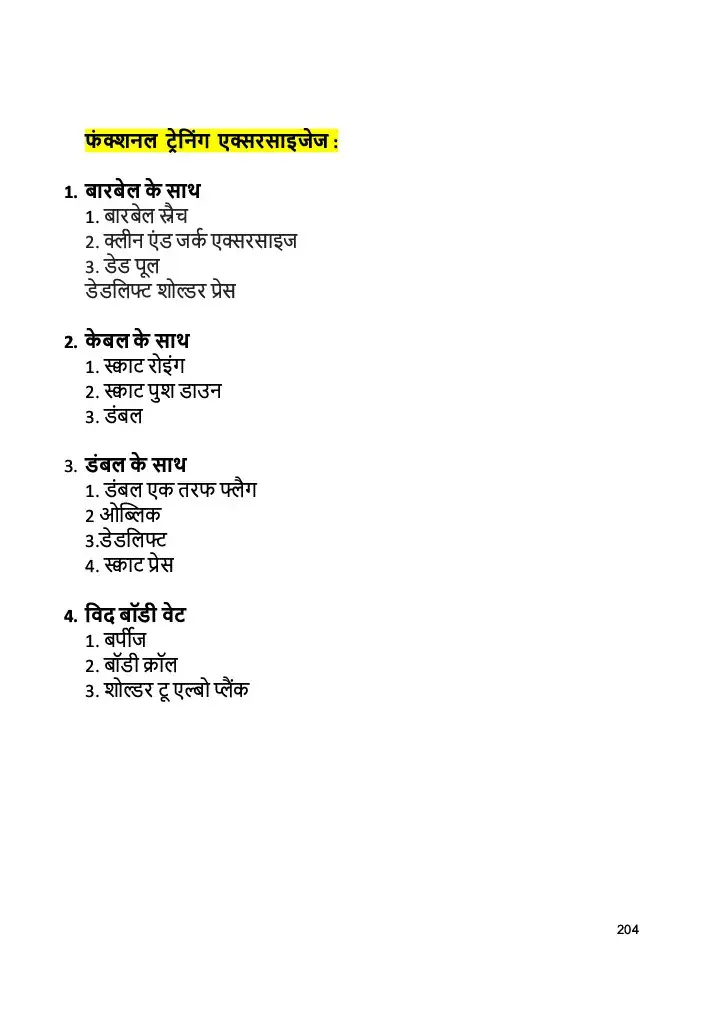 फंक्शनल ट्रेनिंग एक्सरसाइजेज :
1. बारबेल के साथ
1. बारबेल स्नैच
2. क्लीन एंड जर्क एक्सरसाइज
3. डेड पूल
डेडलिफ्ट शोल्डर प्रेस
2. केबल के साथ
1. स्काट रोइंग
2. स्काट पुश डाउन
3. डंबल
3. डंबल के साथ
1. डंबल एक तरफ फ्लैग
2 ओब्लिक
3.डेडलिफ्ट
4. स्काट प्रेस
4. विद बॉडी वेट
1. बर्पीज
2. बॉडी क्रॉल
3. शोल्डर टू एल्बो प्लैंक
204